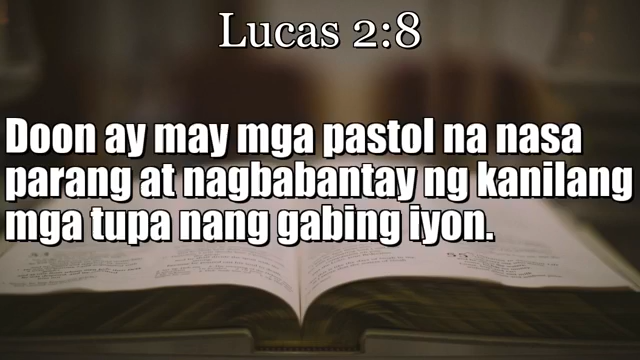 Lucas 2:8
Doon ay may mga pastol na nasa
parang at nagbabantay ng kanilang
mga tupa nang gabing iyon.